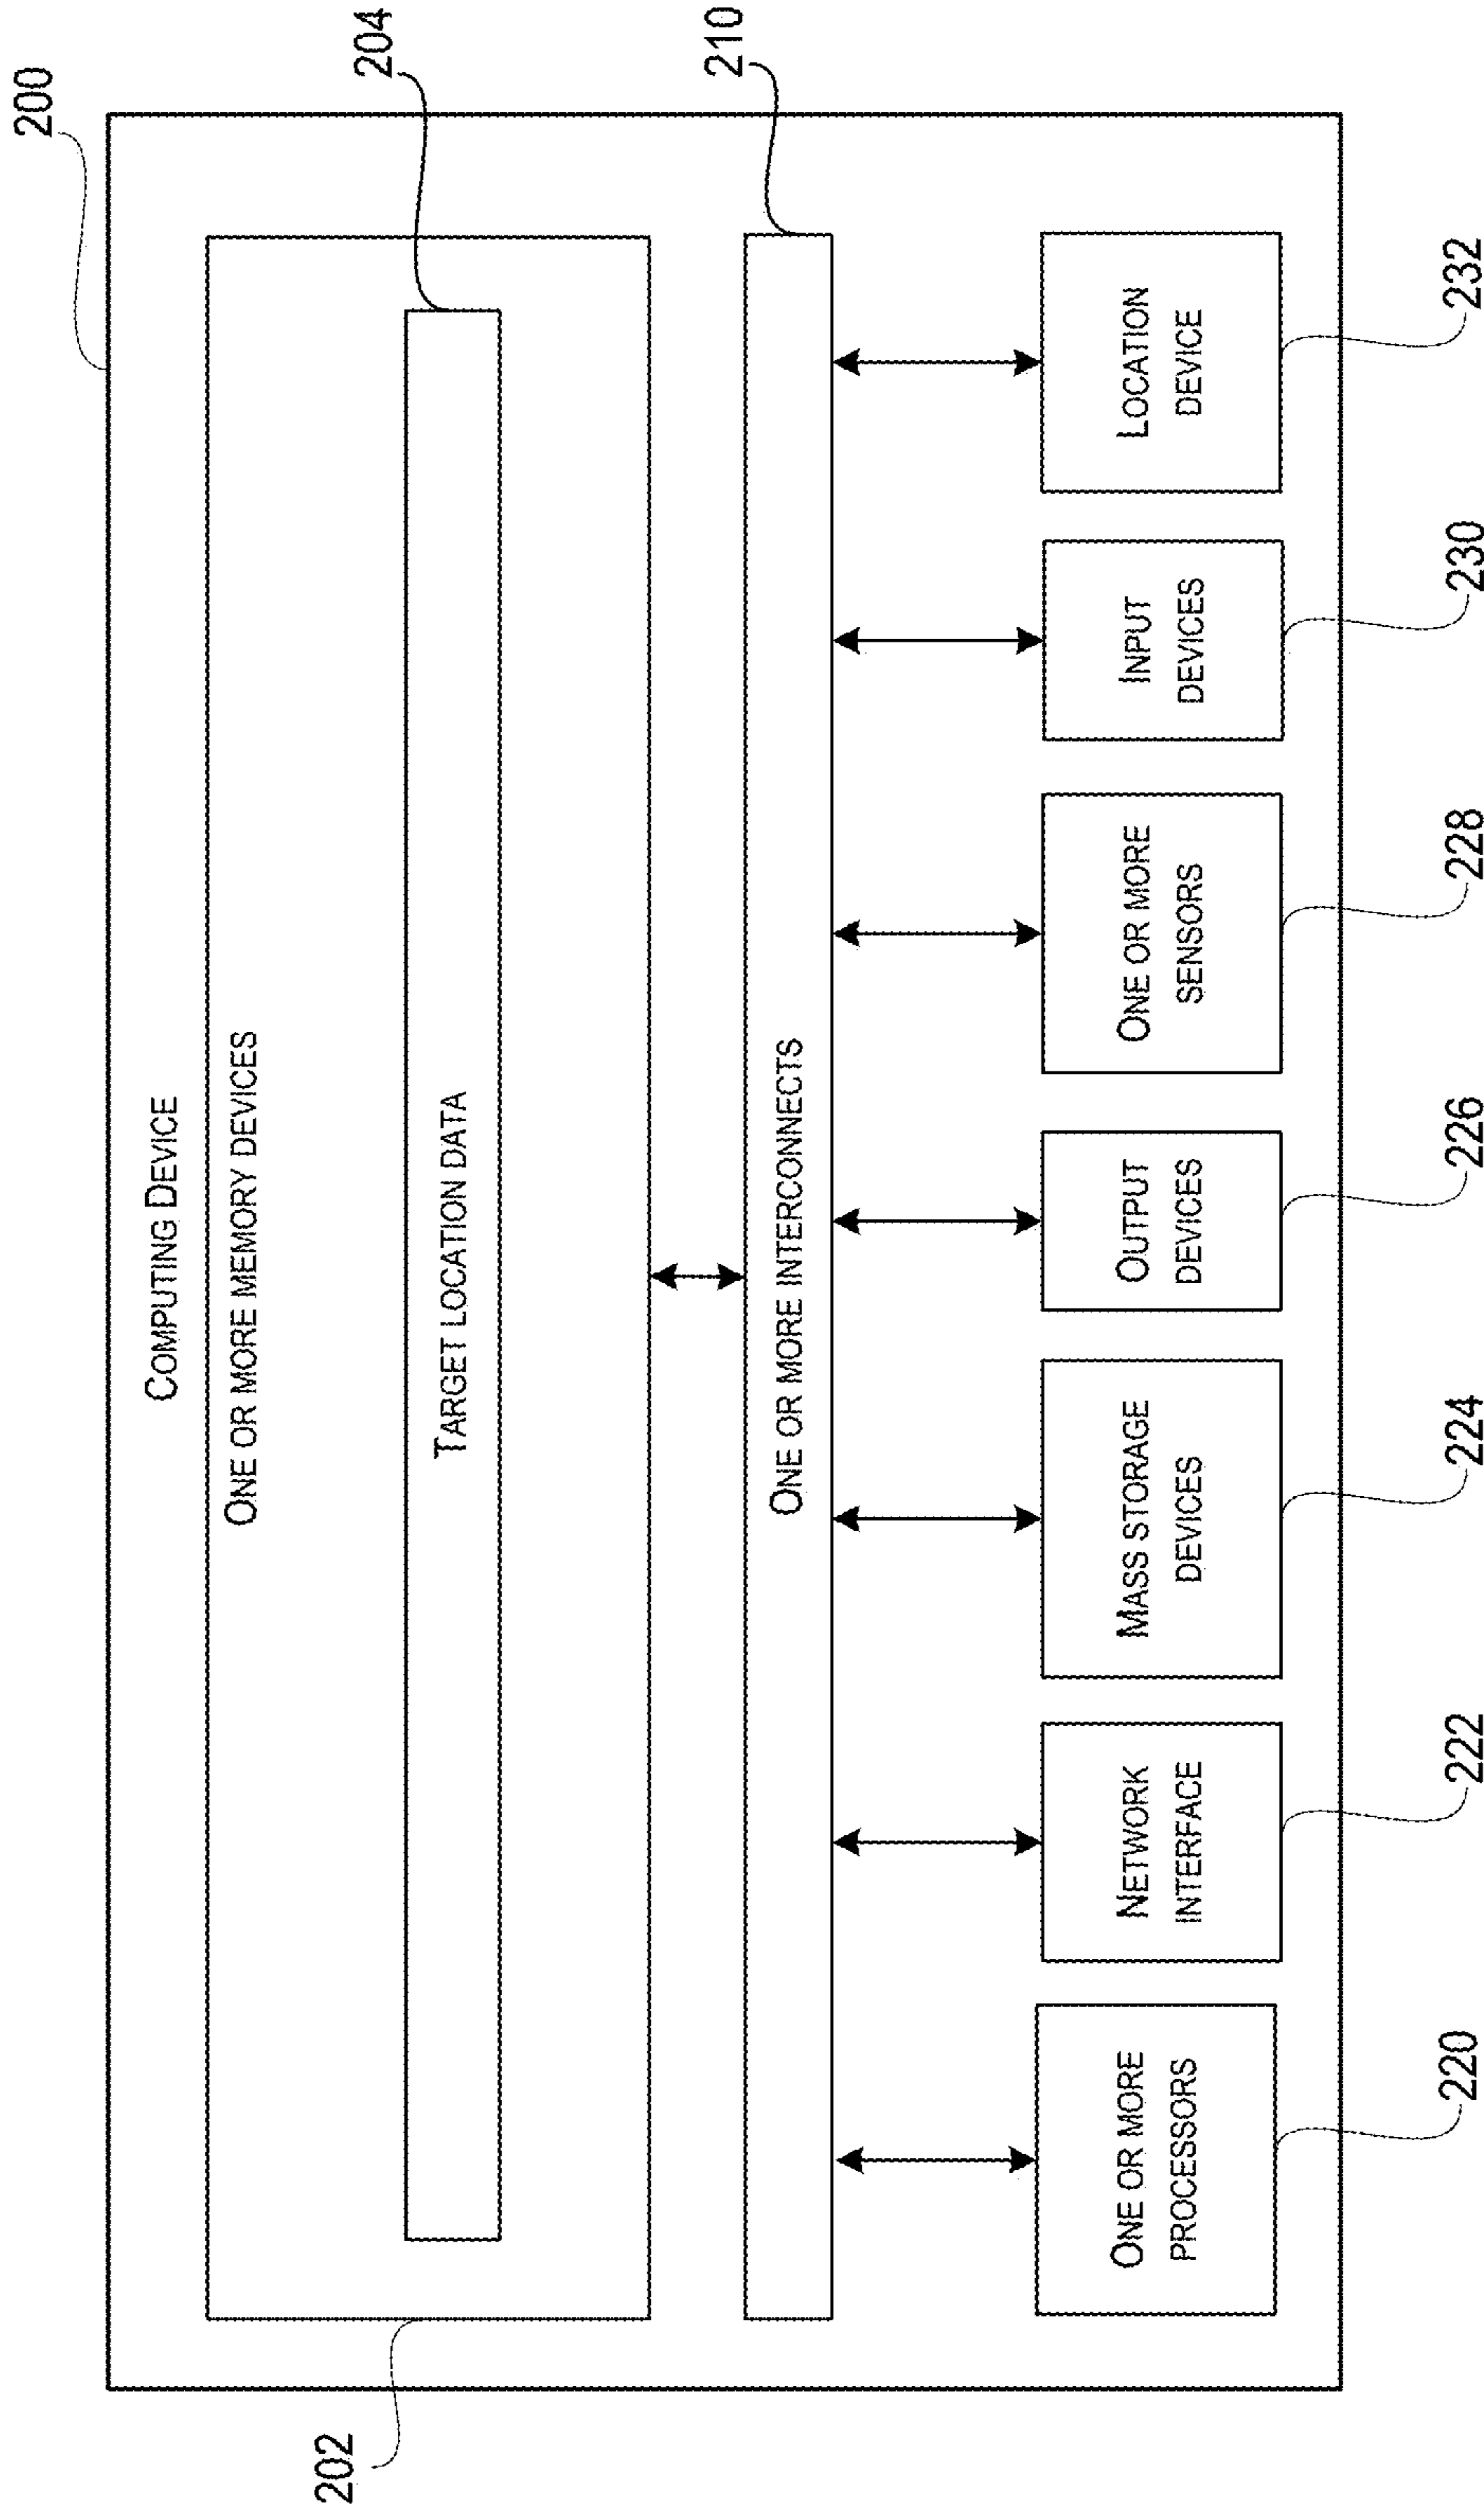 200
COMPUTING DEVICE
ONE OR MORE MEMORY DEVICES
202
204
TARGET LOCATION DATA
210
ONE OR MORE INTERCONNECTS
ONE OR MORE
PROCESSORS
NETWORK
INTERFACE
MASS STORAGE
DEVICES
OUTPUT
DEVICES
ONE OR MORE
SENSORS
INPUT
DEVICES
LOCATION
DEVICE
220
222
224
226
228
230
232